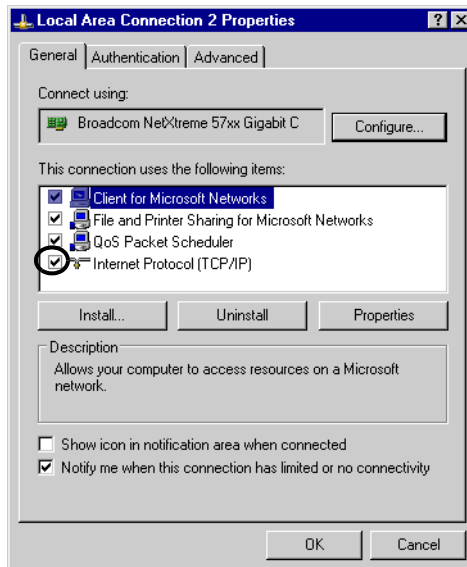 Local Area Connection 2 Properties
General Authentication Advanced
Connect using:
Broadcom NetXtreme 57xx Gigabit C Configure...
This connection uses the following items:
Client for Microsoft Networks
File and Printer Sharing for Microsoft Networks
QoS Packet Scheduler
Internet Protocol (TCP/IP)
Install... Uninstall Properties
Description
Allows your computer to access resources on a Microsoft
network.
Show icon in notification area when connected
Notify me when this connection has limited or no connectivity
OK Cancel